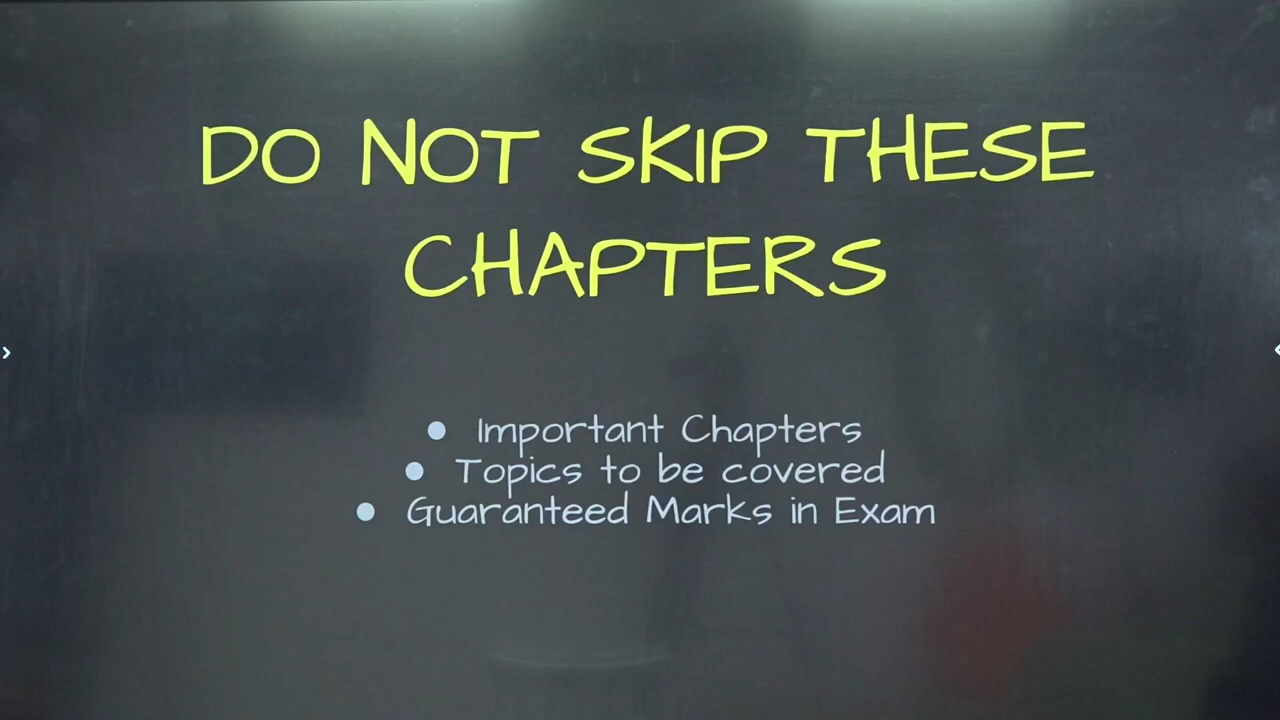 DO NOT SKIP THESE
CHAPTERS
● Important Chapters
● Topics to be covered
● Guaranteed Marks in Exam